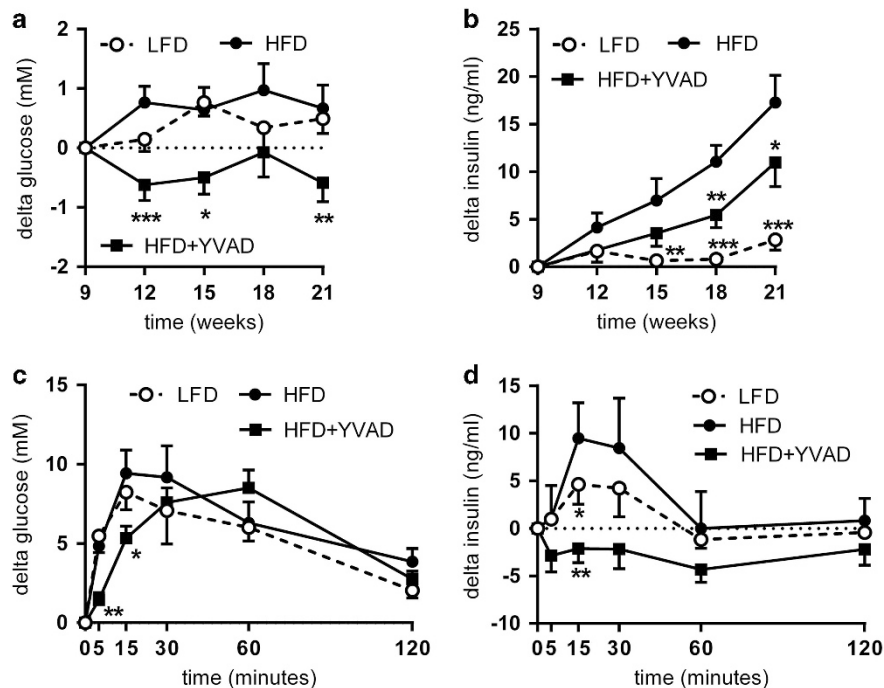 a
LFD HFD
2
1
0
-1
-2
delta glucose (mM)
*** * **
HFD+YVAD
9 12 15 18 21
time (weeks)
b
LFD HFD
HFD+YVAD
25
20
15
10
5
0
delta insulin (ng/ml)
*
**
** *** ***
9 12 15 18 21
time (weeks)
c
LFD HFD
HFD+YVAD
15
10
5
0
delta glucose (mM)
*
**
0 5 15 30 60 120
time (minutes)
d
LFD
HFD
HFD+YVAD
15
10
5
0
-5
-10
delta insulin (ng/ml)
*
**
0 5 15 30 60 120
time (minutes)